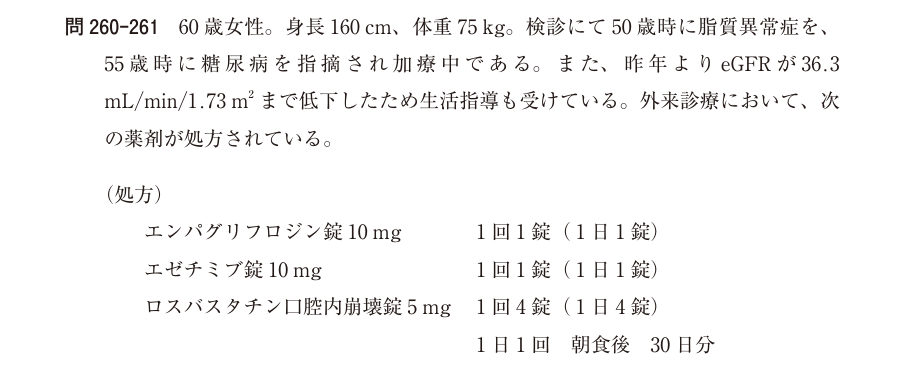 問 260-261　60 歳女性。身長 160 cm、体重 75 kg。検診にて 50 歳時に脂質異常症を、
55 歳時に糖尿病を指摘され加療中である。また、昨年より eGFR が 36.3
mL/min/1.73 m² まで低下したため生活指導も受けている。外来診療において、次
の薬剤が処方されている。
（処方）
エンパグリフロジン錠 10 mg　1 回 1 錠（1 日 1 錠）
エゼチミブ錠 10 mg　1 回 1 錠（1 日 1 錠）
ロスバスタチン口腔内崩壊錠 5 mg　1 回 4 錠（1 日 4 錠）
1 日 1 回　朝食後　30 日分